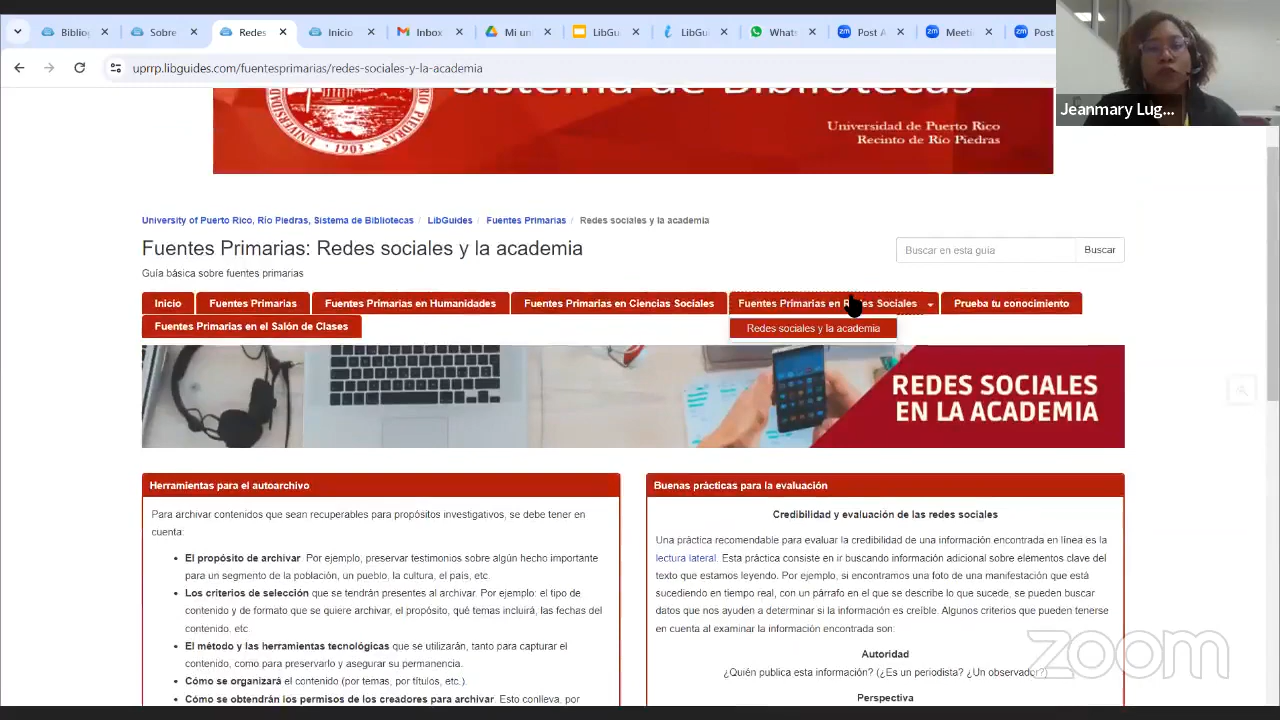 Bibliog
Sobre
Redes
Inicio
Inbox
Mi un
LibGu
LibGu
Whats
Post A
Meeti
Post
uprrp.libguides.com/fuentesprimarias/redes-sociales-y-la-academia
Jeanmary Lug...
Sistema de Bibliotecas
1903
Universidad de Puerto Rico
Recinto de Río Piedras
University of Puerto Rico, Río Piedras, Sistema de Bibliotecas / LibGuides / Fuentes Primarias / Redes sociales y la academia
Fuentes Primarias: Redes sociales y la academia
Buscar en esta guía
Buscar
Guía básica sobre fuentes primarias
Inicio
Fuentes Primarias
Fuentes Primarias en Humanidades
Fuentes Primarias en Ciencias Sociales
Fuentes Primarias en Redes Sociales
Prueba tu conocimiento
Fuentes Primarias en el Salón de Clases
Redes sociales y la academia
REDES SOCIALES
EN LA ACADEMIA
Herramientas para el autoarchivo
Para archivar contenidos que sean recuperables para propósitos investigativos, se debe tener en
cuenta:
• El propósito de archivar. Por ejemplo, preservar testimonios sobre algún hecho importante
para un segmento de la población, un pueblo, la cultura, el país, etc.
• Los criterios de selección que se tendrán presentes al archivar. Por ejemplo: el tipo de
contenido y de formato que se quiere archivar, el propósito, qué temas incluirá, las fechas del
contenido, etc.
• El método y las herramientas tecnológicas que se utilizarán, tanto para capturar el
contenido, como para preservarlo y asegurar su permanencia.
• Cómo se organizará el contenido (por temas, por títulos, etc.).
• Cómo se obtendrán los permisos de los creadores para archivar. Esto conlleva, por
Buenas prácticas para la evaluación
Credibilidad y evaluación de las redes sociales
Una práctica recomendable para evaluar la credibilidad de una información encontrada en línea es la
lectura lateral. Esta práctica consiste en ir buscando información adicional sobre elementos clave del
texto que estamos leyendo. Por ejemplo, si encontramos una foto de una manifestación que está
sucediendo en tiempo real, con un párrafo en el que se describe lo que sucede, se pueden buscar
datos que nos ayuden a determinar si la información es creíble. Algunos criterios que pueden tenerse
en cuenta al examinar la información encontrada son:
Autoridad
¿Quién publica esta información? (¿Es un periodista? ¿Un observador?)
Perspectiva
zoom